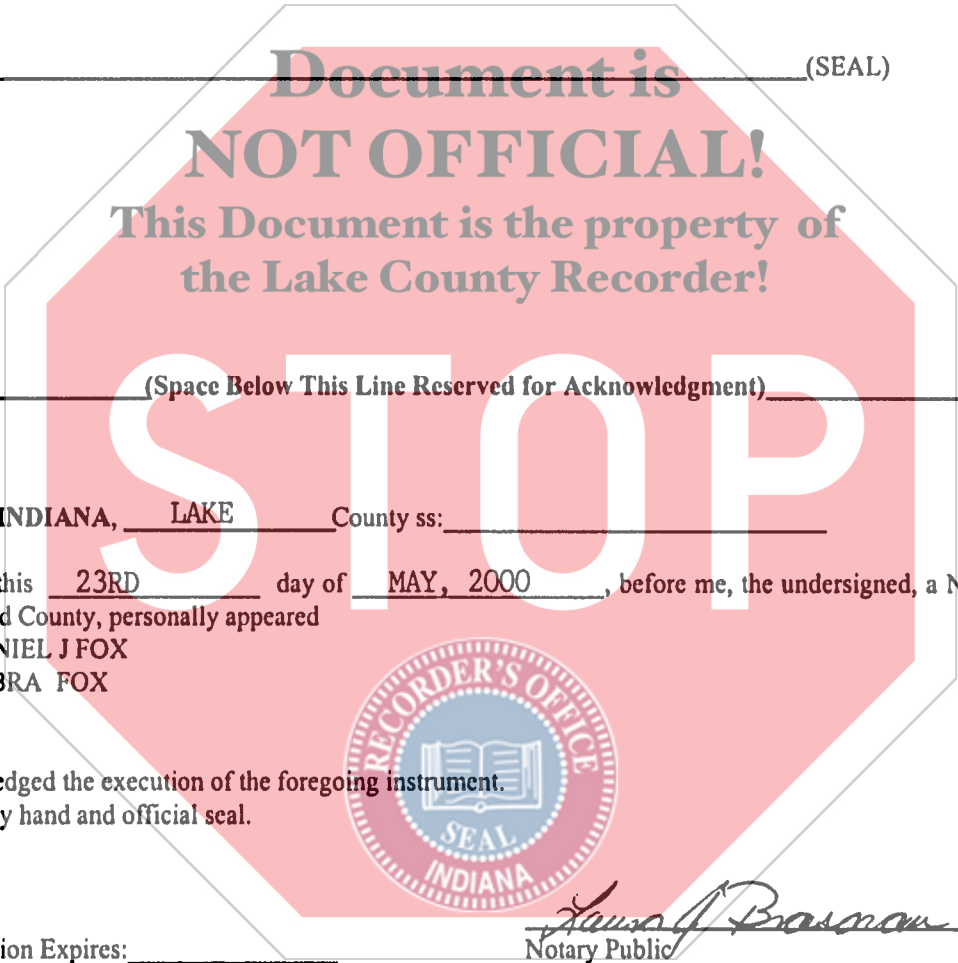 (SEAL)
Document is
NOT OFFICIAL!
This Document is the property of
the Lake County Recorder!
(Space Below This Line Reserved for Acknowledgment)
STOP
NDIANA, LAKE County ss:
this 23RD day of MAY, 2000, before me, the undersigned, a N
d County, personally appeared
NIEL J FOX
BRA FOX
RECORDER'S OFFICE
SEAL
INDIANA
edged the execution of the foregoing instrument.
y hand and official seal.
ion Expires:
Notary Public